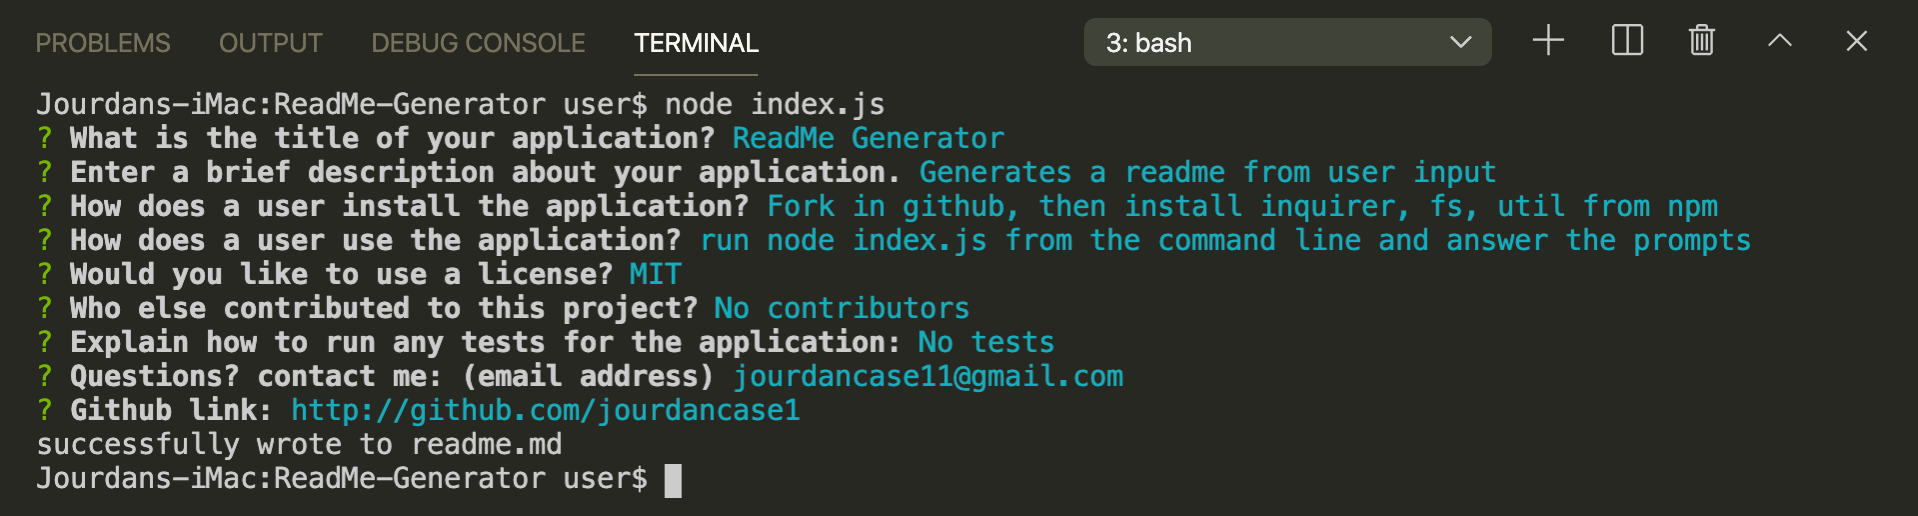 PROBLEMS OUTPUT DEBUG CONSOLE TERMINAL 3: bash
Jourdans-iMac:ReadMe-Generator user$ node index.js
? What is the title of your application? ReadMe Generator
? Enter a brief description about your application. Generates a readme from user input
? How does a user install the application? Fork in github, then install inquirer, fs, util from npm
? How does a user use the application? run node index.js from the command line and answer the prompts
? Would you like to use a license? MIT
? Who else contributed to this project? No contributors
? Explain how to run any tests for the application: No tests
? Questions? contact me: (email address) jourdancase11@gmail.com
? Github link: http://github.com/jourdancase1
successfully wrote to readme.md
Jourdans-iMac:ReadMe-Generator user$